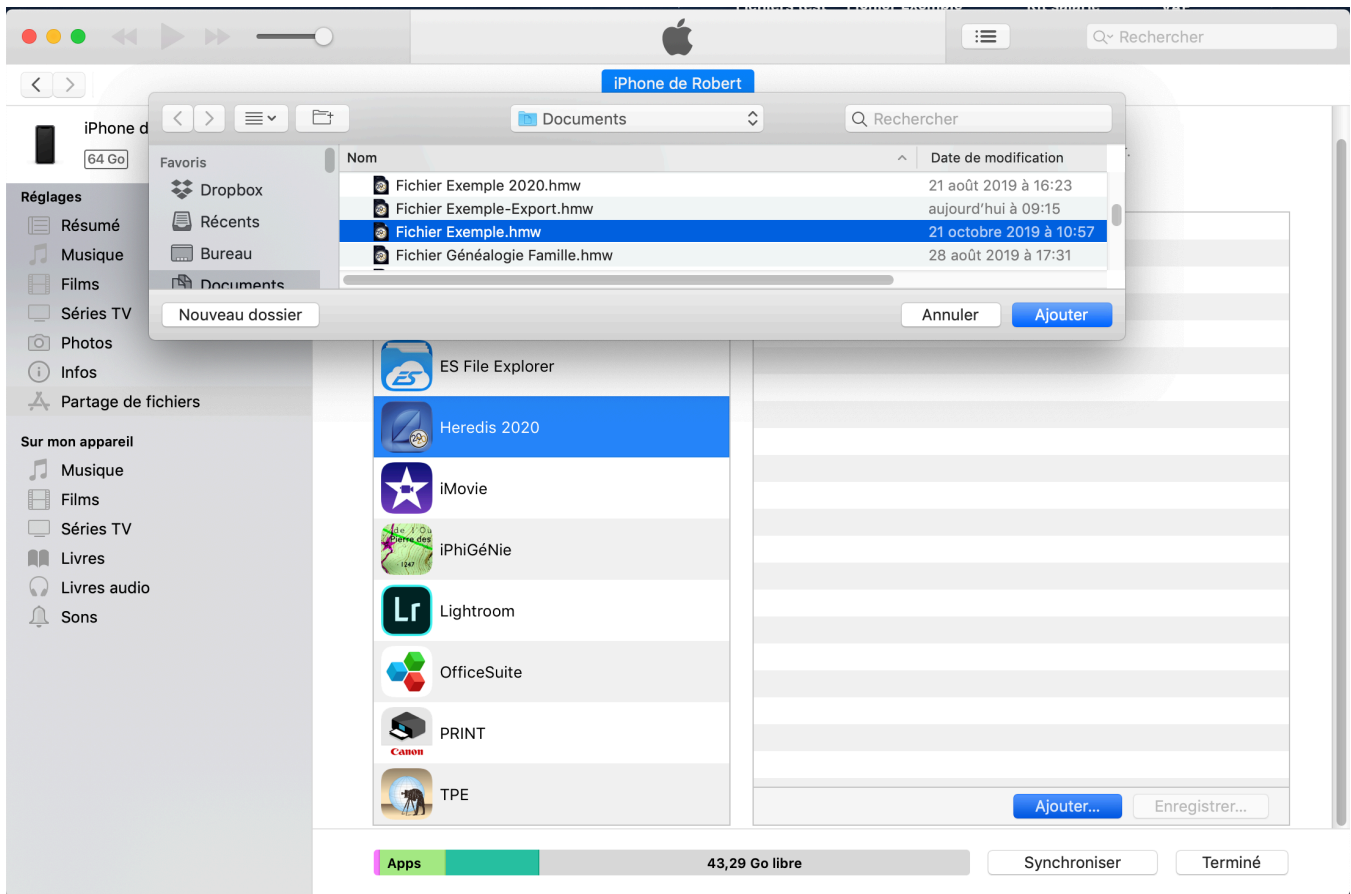 iPhone de Robert
Rechercher
iPhone d
64 Go
Documents
Rechercher
Favoris
Dropbox
Récents
Bureau
Documents
Nom
Date de modification
Fichier Exemple 2020.hmw
21 août 2019 à 16:23
Fichier Exemple-Export.hmw
aujourd'hui à 09:15
Fichier Exemple.hmw
21 octobre 2019 à 10:57
Fichier Généalogie Famille.hmw
28 août 2019 à 17:31
Nouveau dossier
Annuler
Ajouter
Réglages
Résumé
Musique
Films
Séries TV
Photos
Infos
Partage de fichiers
Sur mon appareil
Musique
Films
Séries TV
Livres
Livres audio
Sons
ES File Explorer
Heredis 2020
iMovie
iPhiGéNie
Lightroom
OfficeSuite
PRINT
Canon
TPE
Ajouter...
Enregistrer...
Apps
43,29 Go libre
Synchroniser
Terminé